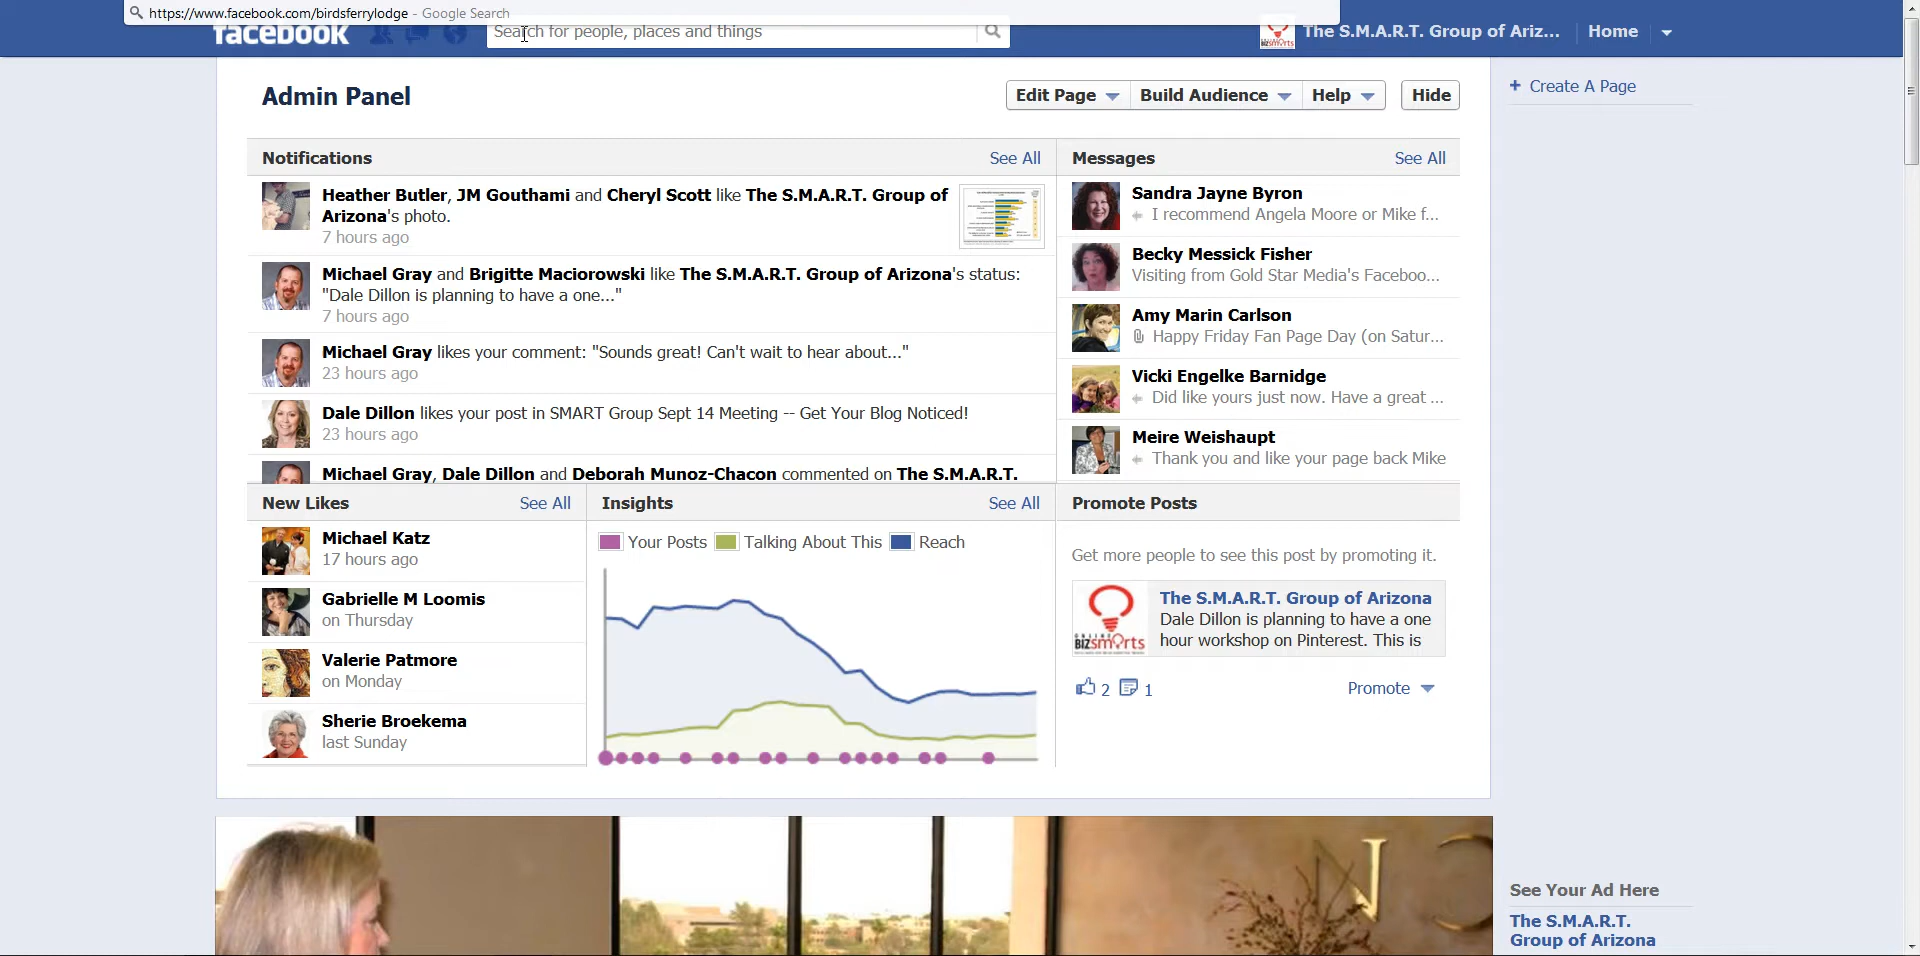 https://www.facebook.com/birdsferrylodge - Google Search
facebook
Search for people, places and things
The S.M.A.R.T. Group of Ariz...
Home
Admin Panel
Edit Page
Build Audience
Help
Hide
+ Create A Page
Notifications
See All
Heather Butler, JM Gouthami and Cheryl Scott like The S.M.A.R.T. Group of
Arizona's photo.
7 hours ago
Michael Gray and Brigitte Maciorowski like The S.M.A.R.T. Group of Arizona's status:
"Dale Dillon is planning to have a one..."
7 hours ago
Michael Gray likes your comment: "Sounds great! Can't wait to hear about..."
23 hours ago
Dale Dillon likes your post in SMART Group Sept 14 Meeting -- Get Your Blog Noticed!
23 hours ago
Michael Gray, Dale Dillon and Deborah Munoz-Chacon commented on The S.M.A.R.T.
Messages
See All
Sandra Jayne Byron
I recommend Angela Moore or Mike f...
Becky Messick Fisher
Visiting from Gold Star Media's Faceboo...
Amy Marin Carlson
Happy Friday Fan Page Day (on Satur...
Vicki Engelke Barnidge
Did like yours just now. Have a great ...
Meire Weishaupt
Thank you and like your page back Mike
New Likes
See All
Michael Katz
17 hours ago
Gabrielle M Loomis
on Thursday
Valerie Patmore
on Monday
Sherie Broekema
last Sunday
Insights
See All
Your Posts
Talking About This
Reach
Promote Posts
Get more people to see this post by promoting it.
BIZsmarts
The S.M.A.R.T. Group of Arizona
Dale Dillon is planning to have a one
hour workshop on Pinterest. This is
2
1
Promote
N
See Your Ad Here
The S.M.A.R.T.
Group of Arizona